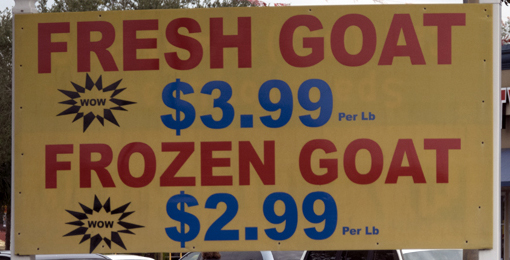 FRESH GOAT
WOW $3.99 Per Lb
FROZEN GOAT
WOW $2.99 Per Lb